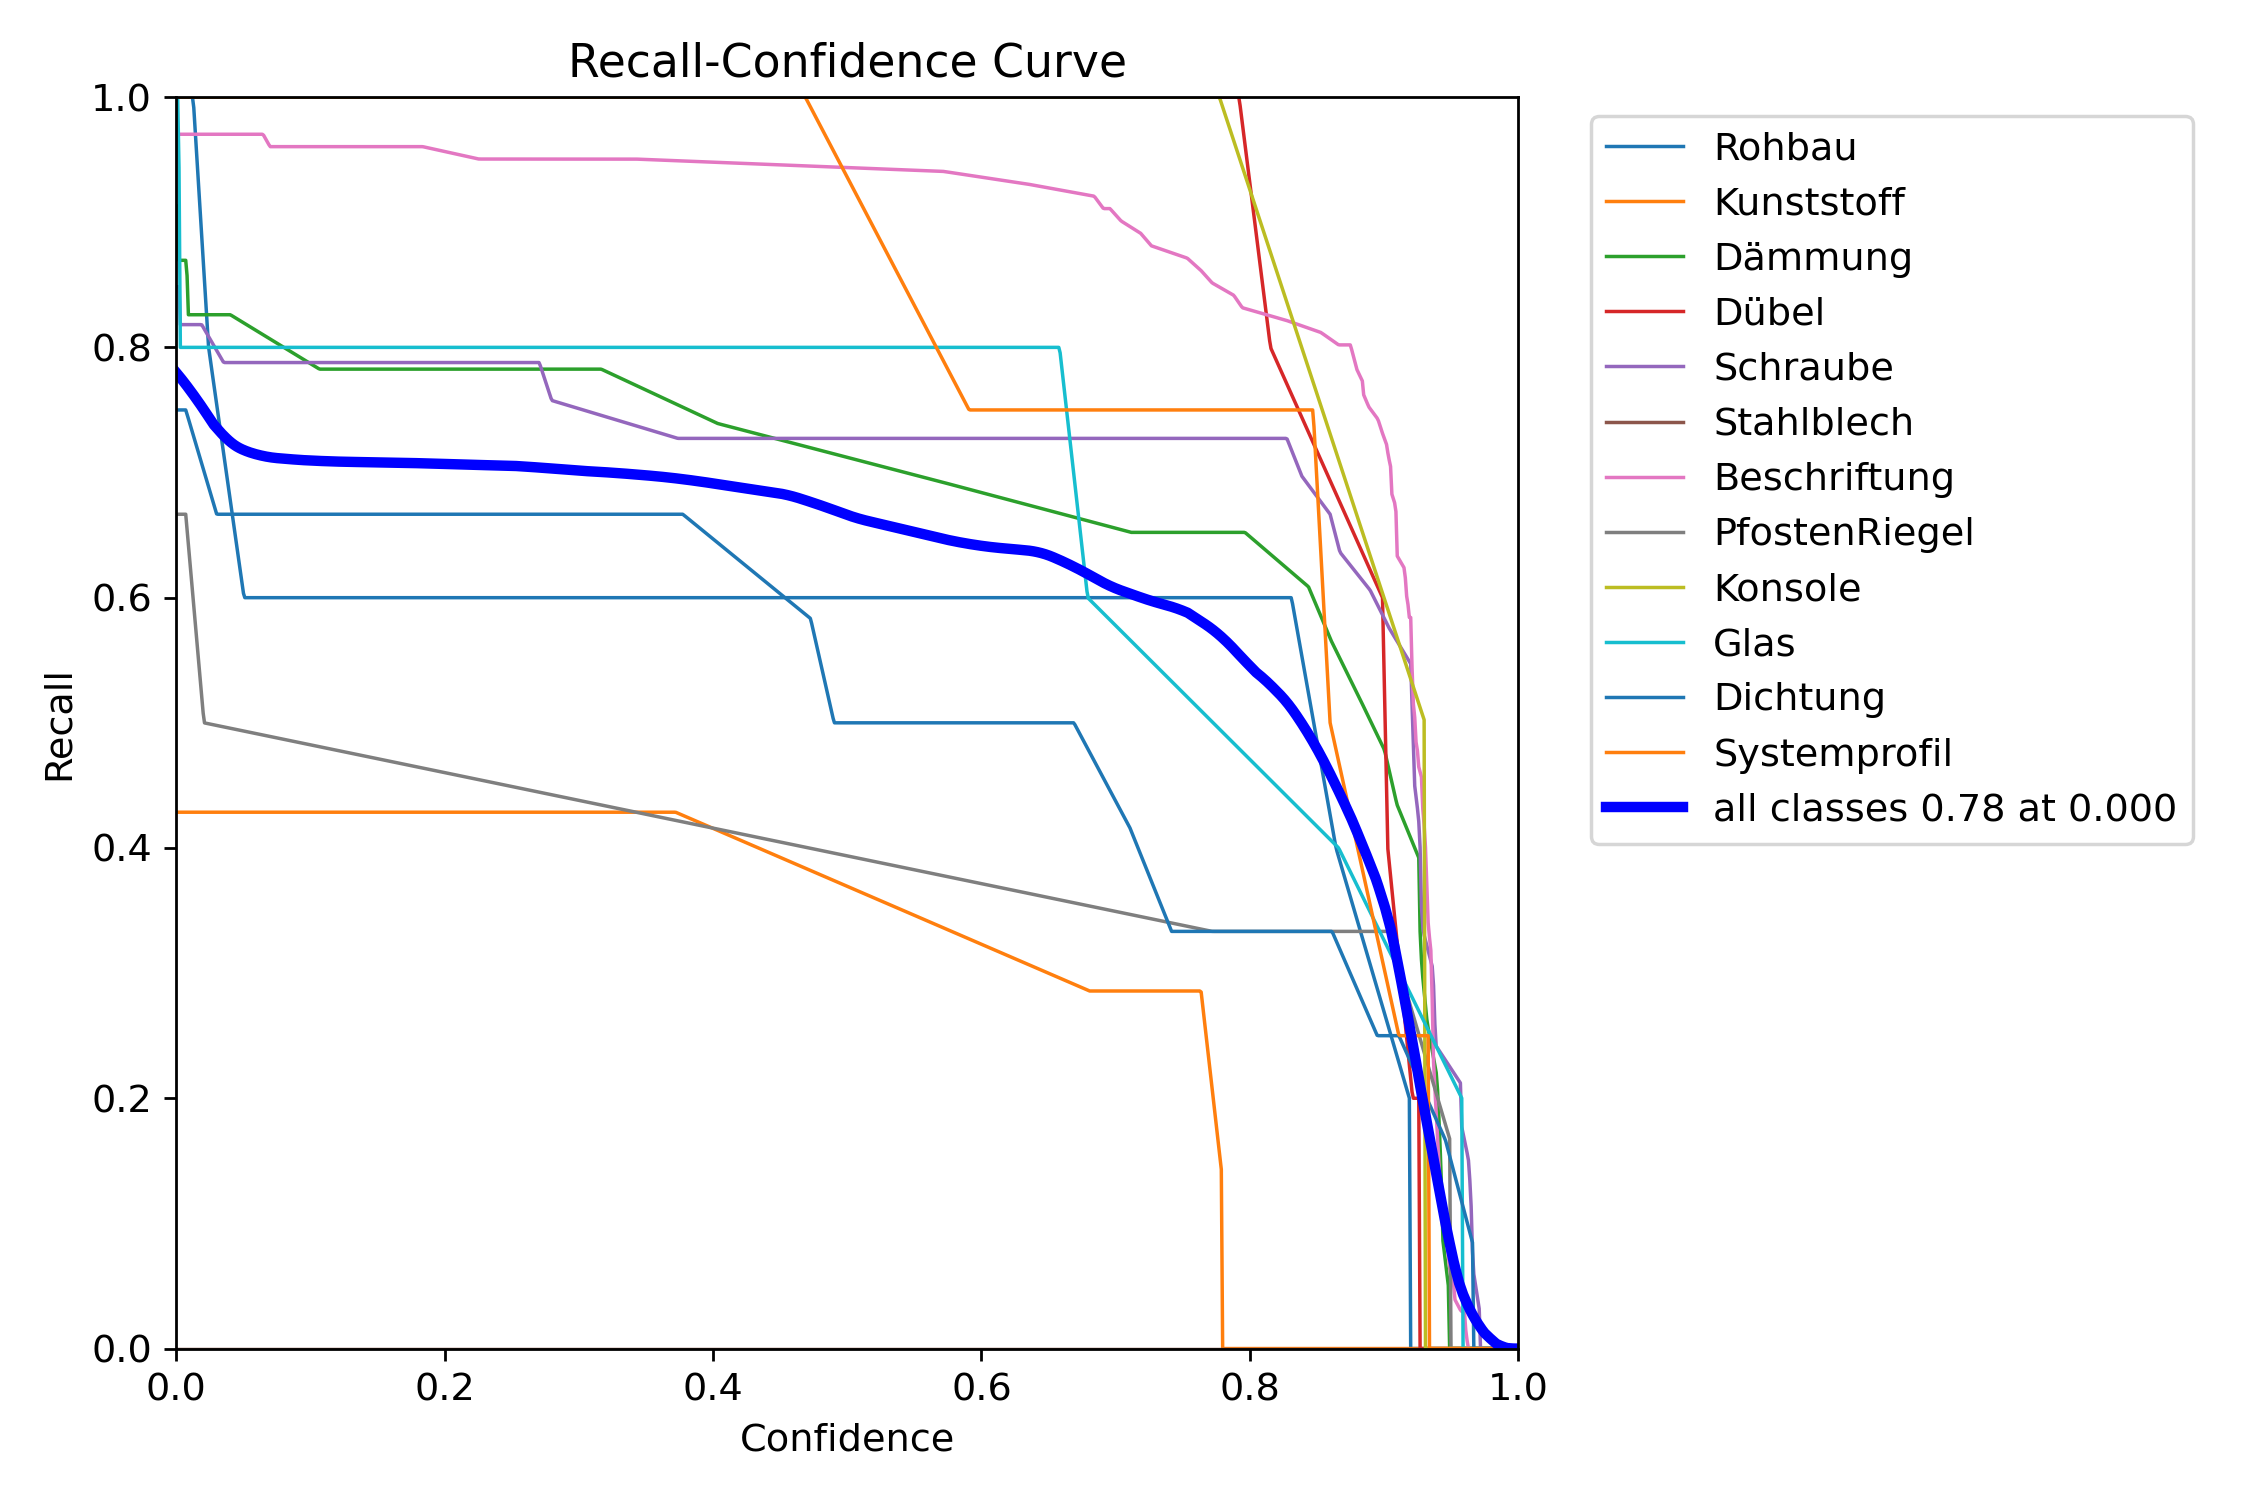 Recall-Confidence Curve
1.0
0.8
0.6
0.4
0.2
0.0
Recall
0.0 0.2 0.4 0.6 0.8 1.0
Confidence
Rohbau
Kunststoff
Dämmung
Dübel
Schraube
Stahlblech
Beschriftung
PfostenRiegel
Konsole
Glas
Dichtung
Systemprofil
all classes 0.78 at 0.000